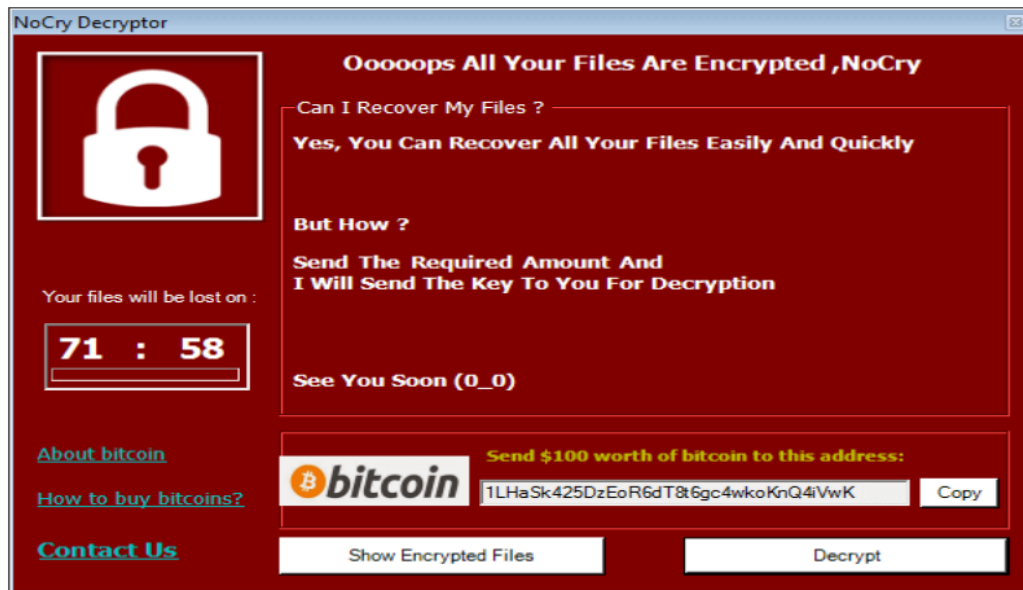 NoCry Decryptor
Ooooops All Your Files Are Encrypted ,NoCry
Can I Recover My Files ?
Yes, You Can Recover All Your Files Easily And Quickly
But How ?
Send The Required Amount And
I Will Send The Key To You For Decryption
See You Soon (0_0)
Your files will be lost on :
71 : 58
About bitcoin
How to buy bitcoins?
Contact Us
bitcoin
Send $100 worth of bitcoin to this address:
1LHaSk425DzEoR6dT8t6gc4wkoKnQ4iVwK
Copy
Show Encrypted Files
Decrypt